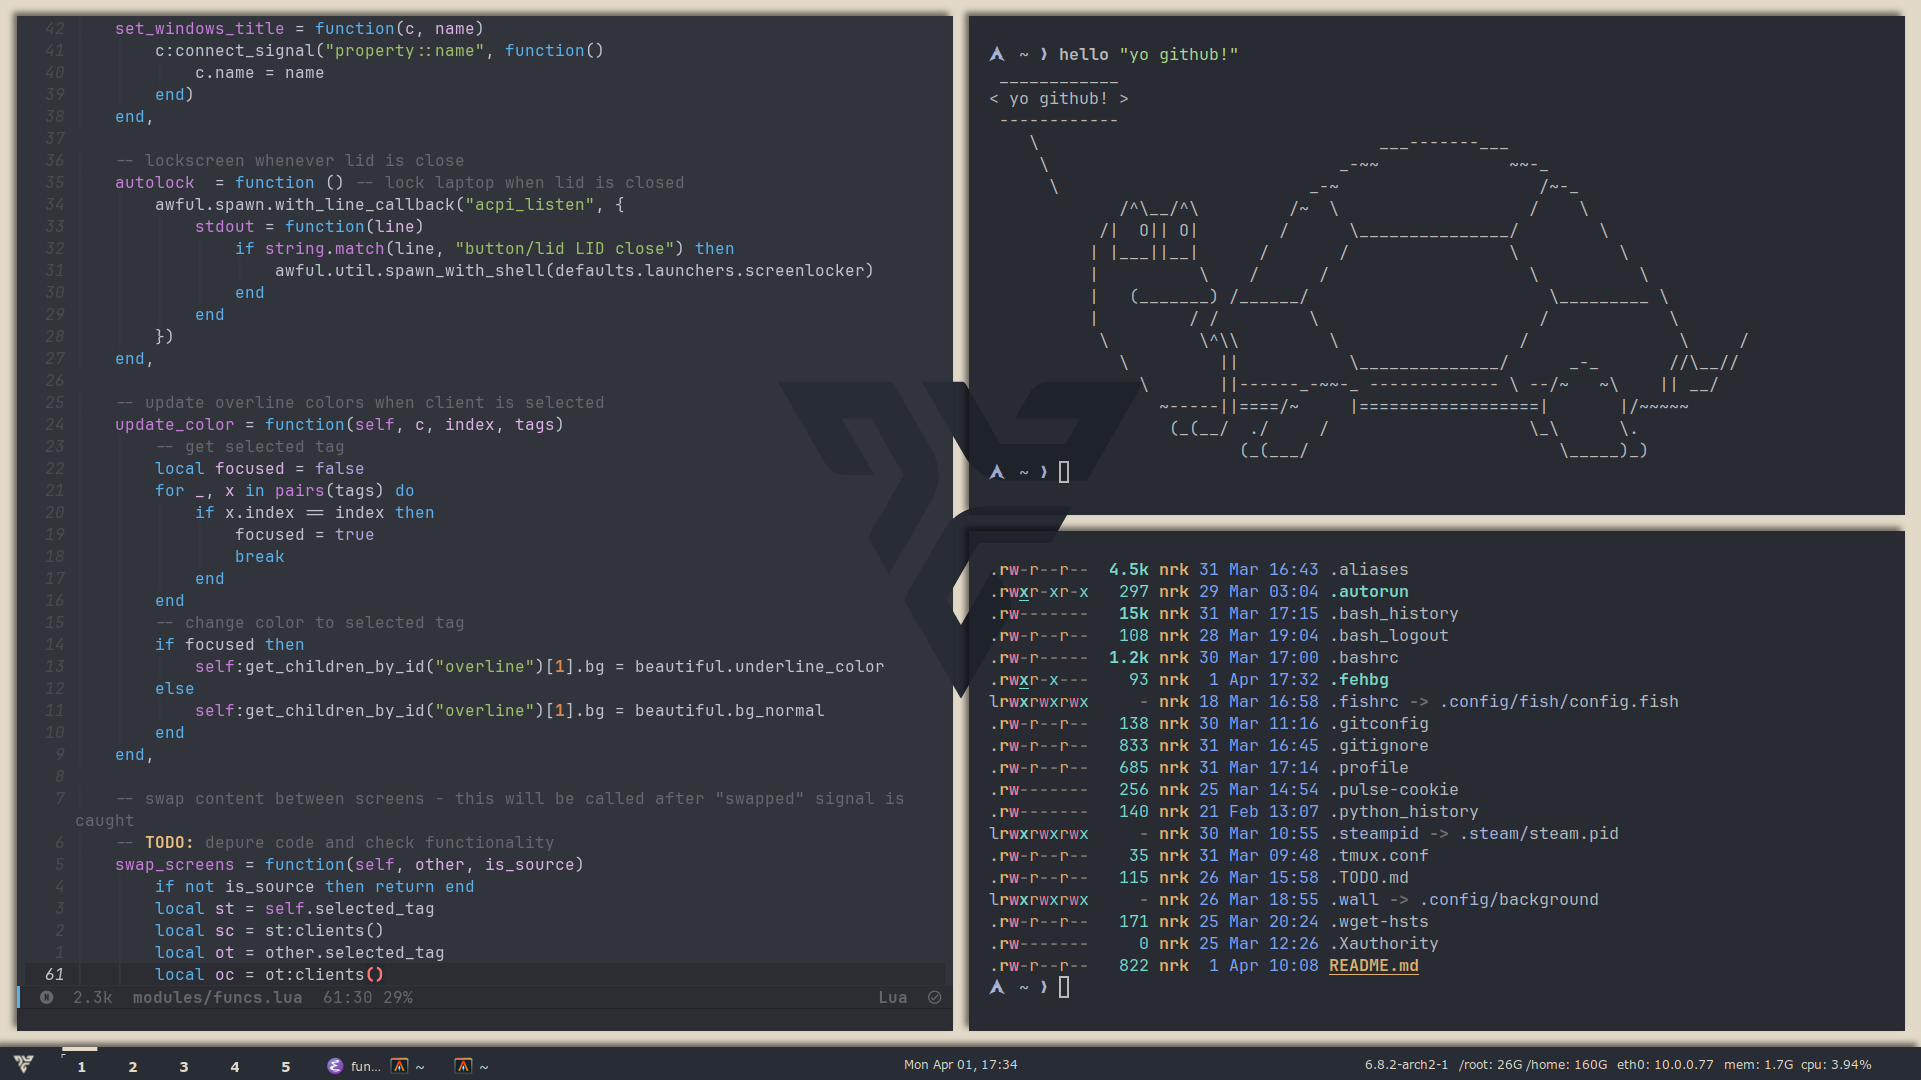 42 set_windows_title = function(c, name)
41 c:connect_signal("property::name", function()
40 c.name = name
39 end)
38 end,
37
36 -- lockscreen whenever lid is close
35 autolock  = function () -- lock laptop when lid is closed
34 awful.spawn.with_line_callback("acpi_listen", {
33 stdout = function(line)
32 if string.match(line, "button/lid LID close") then
31 awful.util.spawn_with_shell(defaults.launchers.screenlocker)
30 end
29 end
28 })
27 end,
26
25 -- update overline colors when client is selected
24 update_color = function(self, c, index, tags)
23 -- get selected tag
22 local focused = false
21 for _, x in pairs(tags) do
20 if x.index == index then
19 focused = true
18 break
17 end
16 end
15 -- change color to selected tag
14 if focused then
13 self:get_children_by_id("overline")[1].bg = beautiful.underline_color
12 else
11 self:get_children_by_id("overline")[1].bg = beautiful.bg_normal
10 end
9 end,
8
7 -- swap content between screens - this will be called after "swapped" signal is
caught
6 -- TODO: depure code and check functionality
5 swap_screens = function(self, other, is_source)
4 if not is_source then return end
3 local st = self.selected_tag
2 local sc = st:clients()
1 local ot = other.selected_tag
61 local oc = ot:clients()
N 2.3k modules/funcs.lua 61:30 29% Lua
~ ❱ hello "yo github!"
< yo github! >
~ ❱
.rw-r--r-- 4.5k nrk 31 Mar 16:43 .aliases
.rwxr-xr-x 297 nrk 29 Mar 03:04 .autorun
.rw------- 15k nrk 31 Mar 17:15 .bash_history
.rw-r--r-- 108 nrk 28 Mar 19:04 .bash_logout
.rw-r----- 1.2k nrk 30 Mar 17:00 .bashrc
.rwxr-x--- 93 nrk 1 Apr 17:32 .fehbg
lrwxrwxrwx - nrk 18 Mar 16:58 .fishrc -> .config/fish/config.fish
.rw-r--r-- 138 nrk 30 Mar 11:16 .gitconfig
.rw-r--r-- 833 nrk 31 Mar 16:45 .gitignore
.rw-r--r-- 685 nrk 31 Mar 17:14 .profile
.rw------- 256 nrk 25 Mar 14:54 .pulse-cookie
.rw------- 140 nrk 21 Feb 13:07 .python_history
lrwxrwxrwx - nrk 30 Mar 10:55 .steampid -> .steam/steam.pid
.rw-r--r-- 35 nrk 31 Mar 09:48 .tmux.conf
.rw-r--r-- 115 nrk 26 Mar 15:58 .TODO.md
lrwxrwxrwx - nrk 26 Mar 18:55 .wall -> .config/background
.rw-r--r-- 171 nrk 25 Mar 20:24 .wget-hsts
.rw------- 0 nrk 25 Mar 12:26 .Xauthority
.rw-r--r-- 822 nrk 1 Apr 10:08 README.md
~ ❱
1 2 3 4 5 fun... ~ ~ Mon Apr 01, 17:34 6.8.2-arch2-1 /root: 26G /home: 160G eth0: 10.0.0.77 mem: 1.7G cpu: 3.94%